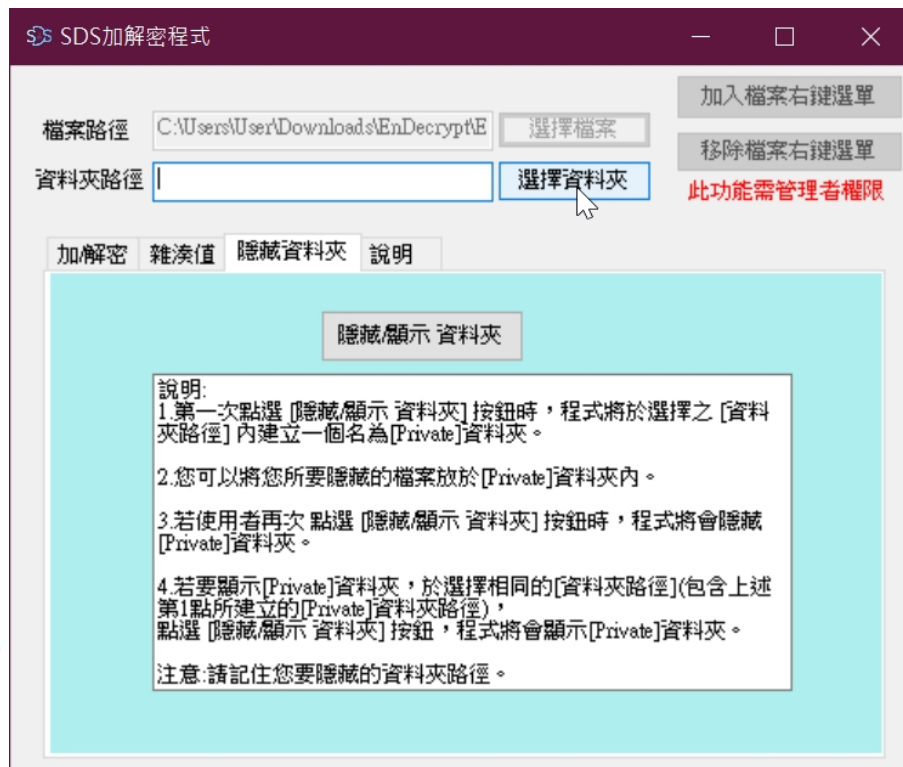 SDS SDS加解密程式
加入檔案右鍵選單
檔案路徑 C:\Users\User\Downloads\EnDecrypt\E 選擇檔案
移除檔案右鍵選單
資料夾路徑 選擇資料夾
此功能需管理者權限
加/解密 雜湊值 隱藏資料夾 說明
隱藏/顯示 資料夾
說明:
1.第一次點選 [隱藏/顯示 資料夾] 按鈕時，程式將於選擇之 [資料
夾路徑] 內建立一個名為[Private]資料夾。
2.您可以將您所要隱藏的檔案放於[Private]資料夾內。
3.若使用者再次 點選 [隱藏/顯示 資料夾] 按鈕時，程式將會隱藏
[Private]資料夾。
4.若要顯示[Private]資料夾，於選擇相同的[資料夾路徑](包含上述
第1點所建立的[Private]資料夾路徑)，
點選 [隱藏/顯示 資料夾] 按鈕，程式將會顯示[Private]資料夾。
注意:請記住您要隱藏的資料夾路徑。